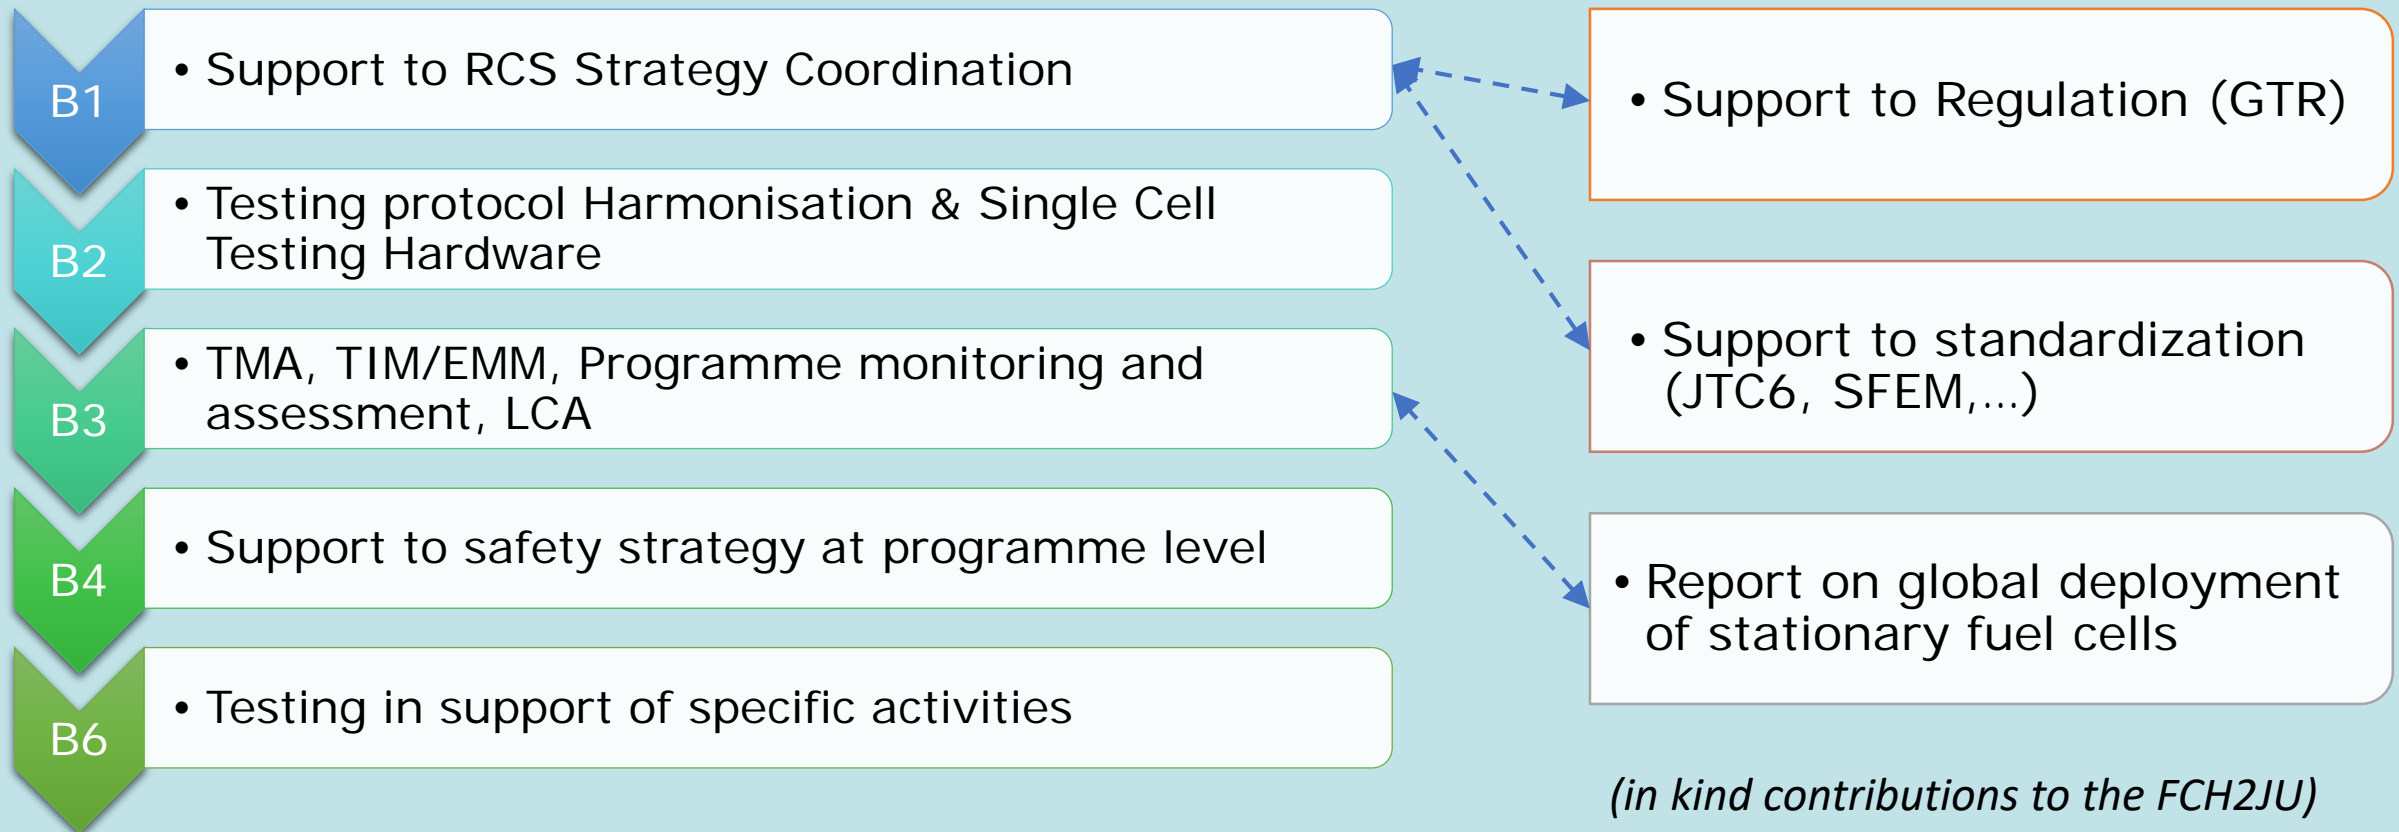 B1
• Support to RCS Strategy Coordination
B2
• Testing protocol Harmonisation & Single Cell
Testing Hardware
B3
• TMA, TIM/EMM, Programme monitoring and
assessment, LCA
B4
• Support to safety strategy at programme level
B6
• Testing in support of specific activities
• Support to Regulation (GTR)
• Support to standardization
(JTC6, SFEM,...)
• Report on global deployment
of stationary fuel cells
(in kind contributions to the FCH2JU)